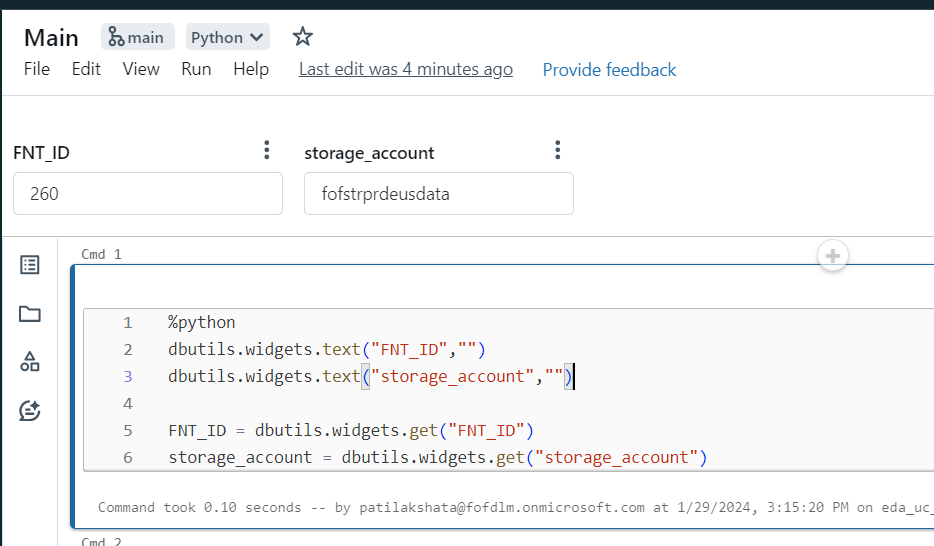 Main main Python
File Edit View Run Help Last edit was 4 minutes ago Provide feedback
FNT_ID storage_account
260 fofstrprdeusdata
Cmd 1
1 %python
2 dbutils.widgets.text("FNT_ID","")
3 dbutils.widgets.text("storage_account","")
4
5 FNT_ID = dbutils.widgets.get("FNT_ID")
6 storage_account = dbutils.widgets.get("storage_account")
Command took 0.10 seconds -- by patilakshata@fofdlm.onmicrosoft.com at 1/29/2024, 3:15:20 PM on eda_uc_
Cmd 2